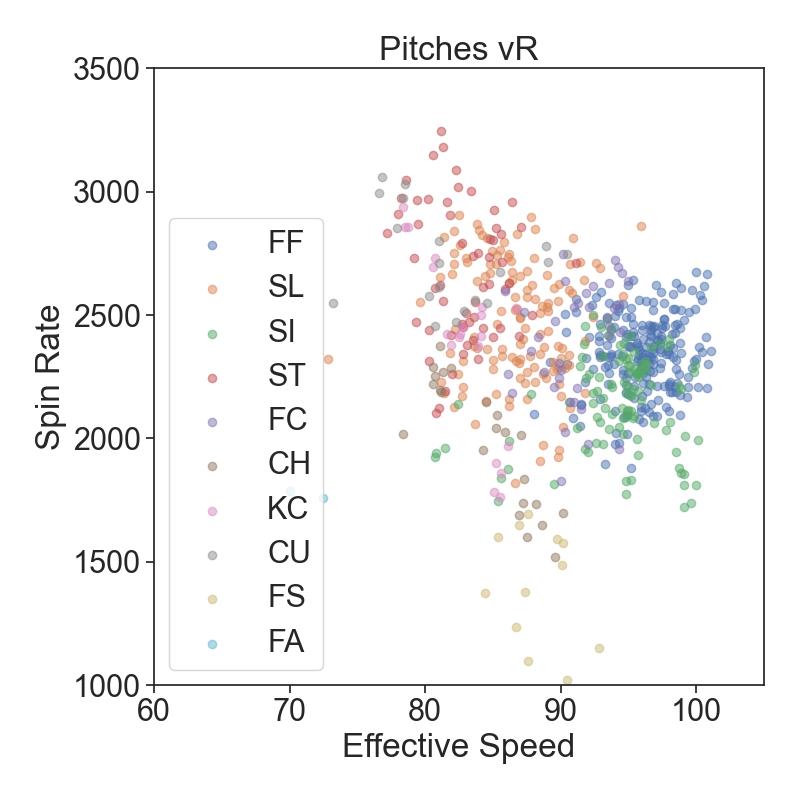 Pitches vR
3500
3000
2500
2000
1500
1000
Spin Rate
FF
SL
SI
ST
FC
CH
KC
CU
FS
FA
60
70
80
90
100
Effective Speed